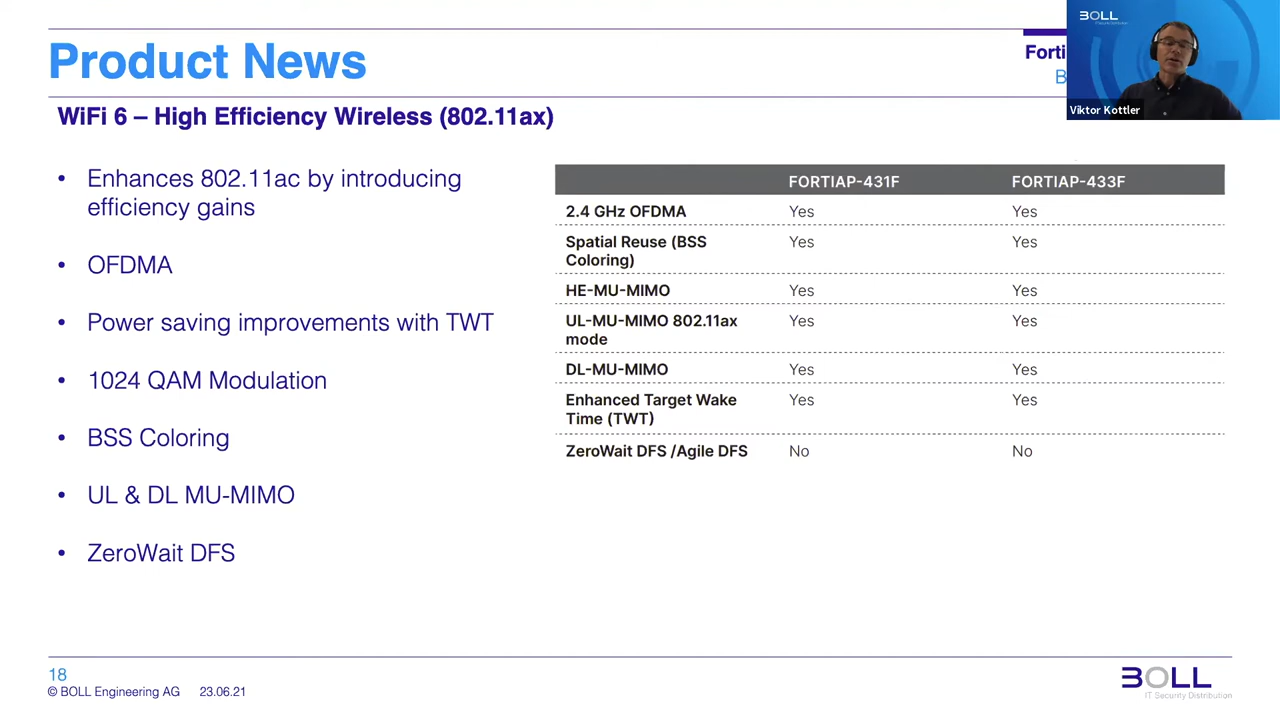 Product News
Forti
B
BOLL
Viktor Kottler
WiFi 6 – High Efficiency Wireless (802.11ax)
• Enhances 802.11ac by introducing
efficiency gains
• OFDMA
• Power saving improvements with TWT
• 1024 QAM Modulation
• BSS Coloring
• UL & DL MU-MIMO
• ZeroWait DFS
FORTIAP-431F FORTIAP-433F
2.4 GHz OFDMA Yes Yes
Spatial Reuse (BSS Yes Yes
Coloring)
HE-MU-MIMO Yes Yes
UL-MU-MIMO 802.11ax Yes Yes
mode
DL-MU-MIMO Yes Yes
Enhanced Target Wake Yes Yes
Time (TWT)
ZeroWait DFS /Agile DFS No No
18
© BOLL Engineering AG 23.06.21
BOLL
IT Security Distribution